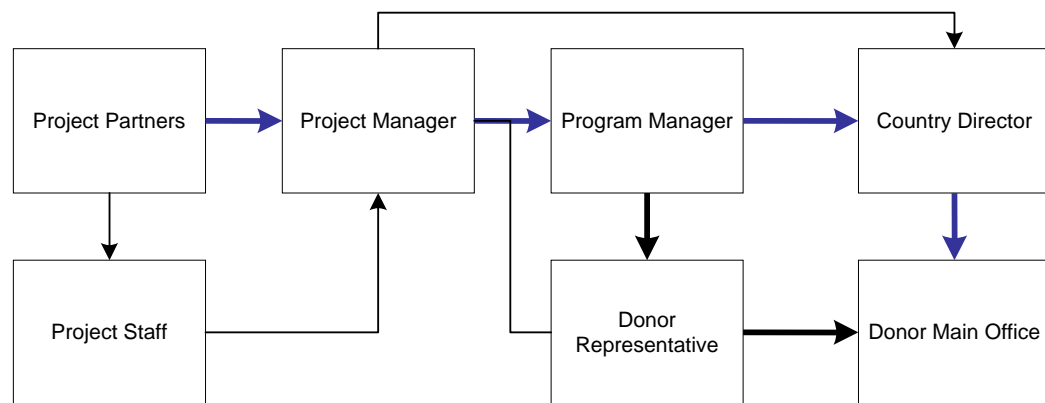 Project Partners
Project Manager
Program Manager
Country Director
Project Staff
Donor
Representative
Donor Main Office